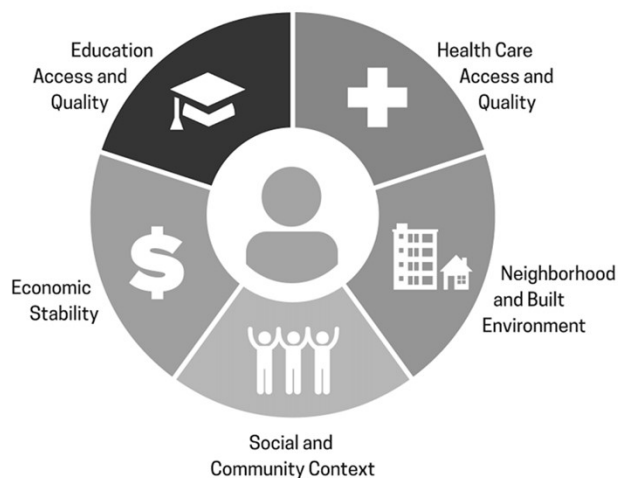 Education
Access and
Quality
Health Care
Access and
Quality
Economic
Stability
$
Neighborhood
and Built
Environment
Social and
Community Context